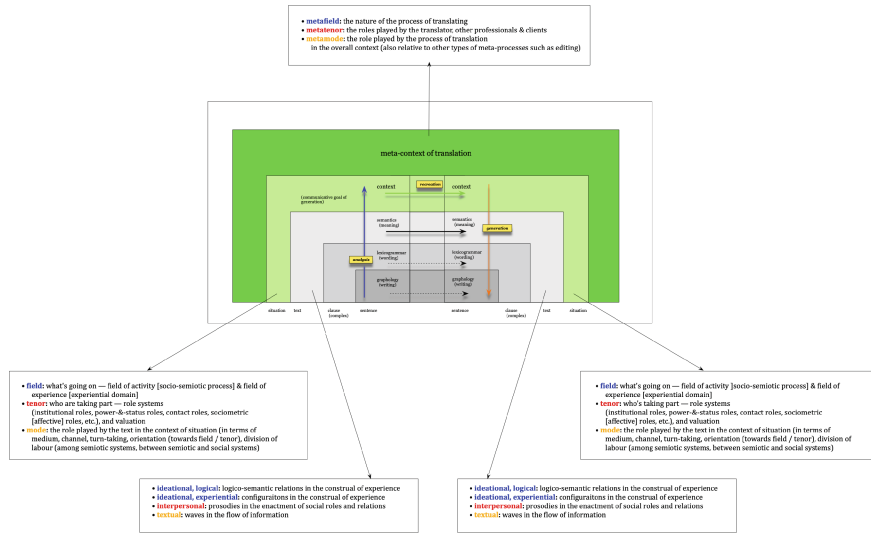 • metafield: the nature of the process of translating
• metatenor: the roles played by the translator, other professionals & clients
• metamode: the role played by the process of translation
in the overall context (also relative to other types of meta-processes such as editing)
meta-context of translation
context
recreation
context
(communicative goal of
generation)
semantics
(meaning)
semantics
(meaning)
generation
lexicogrammar
(wording)
lexicogrammar
(wording)
analysis
graphology
(writing)
graphology
(writing)
situation
text
clause
(complex)
sentence
sentence
clause
(complex)
text
situation
• field: what's going on — field of activity [socio-semiotic process] & field of
experience [experiential domain]
• tenor: who are taking part — role systems
(institutional roles, power-&-status roles, contact roles, sociometric
[affective] roles, etc.), and valuation
• mode: the role played by the text in the context of situation (in terms of
medium, channel, turn-taking, orientation (towards field / tenor), division of
labour (among semiotic systems, between semiotic and social systems)
• field: what's going on — field of activity ]socio-semiotic process] & field of
experience [experiential domain]
• tenor: who's taking part — role systems
(institutional roles, power-&-status roles, contact roles, sociometric
[affective] roles, etc.), and valuation
• mode: the role played by the text in the context of situation (in terms of
medium, channel, turn-taking, orientation (towards field / tenor), division of
labour (among semiotic systems, between semiotic and social systems)
• ideational, logical: logico-semantic relations in the construal of experience
• ideational, experiential: configuraitons in the construal of experience
• interpersonal: prosodies in the enactment of social roles and relations
• textual: waves in the flow of information
• ideational, logical: logico-semantic relations in the construal of experience
• ideational, experiential: configuraitons in the construal of experience
• interpersonal: prosodies in the enactment of social roles and relations
• textual: waves in the flow of information